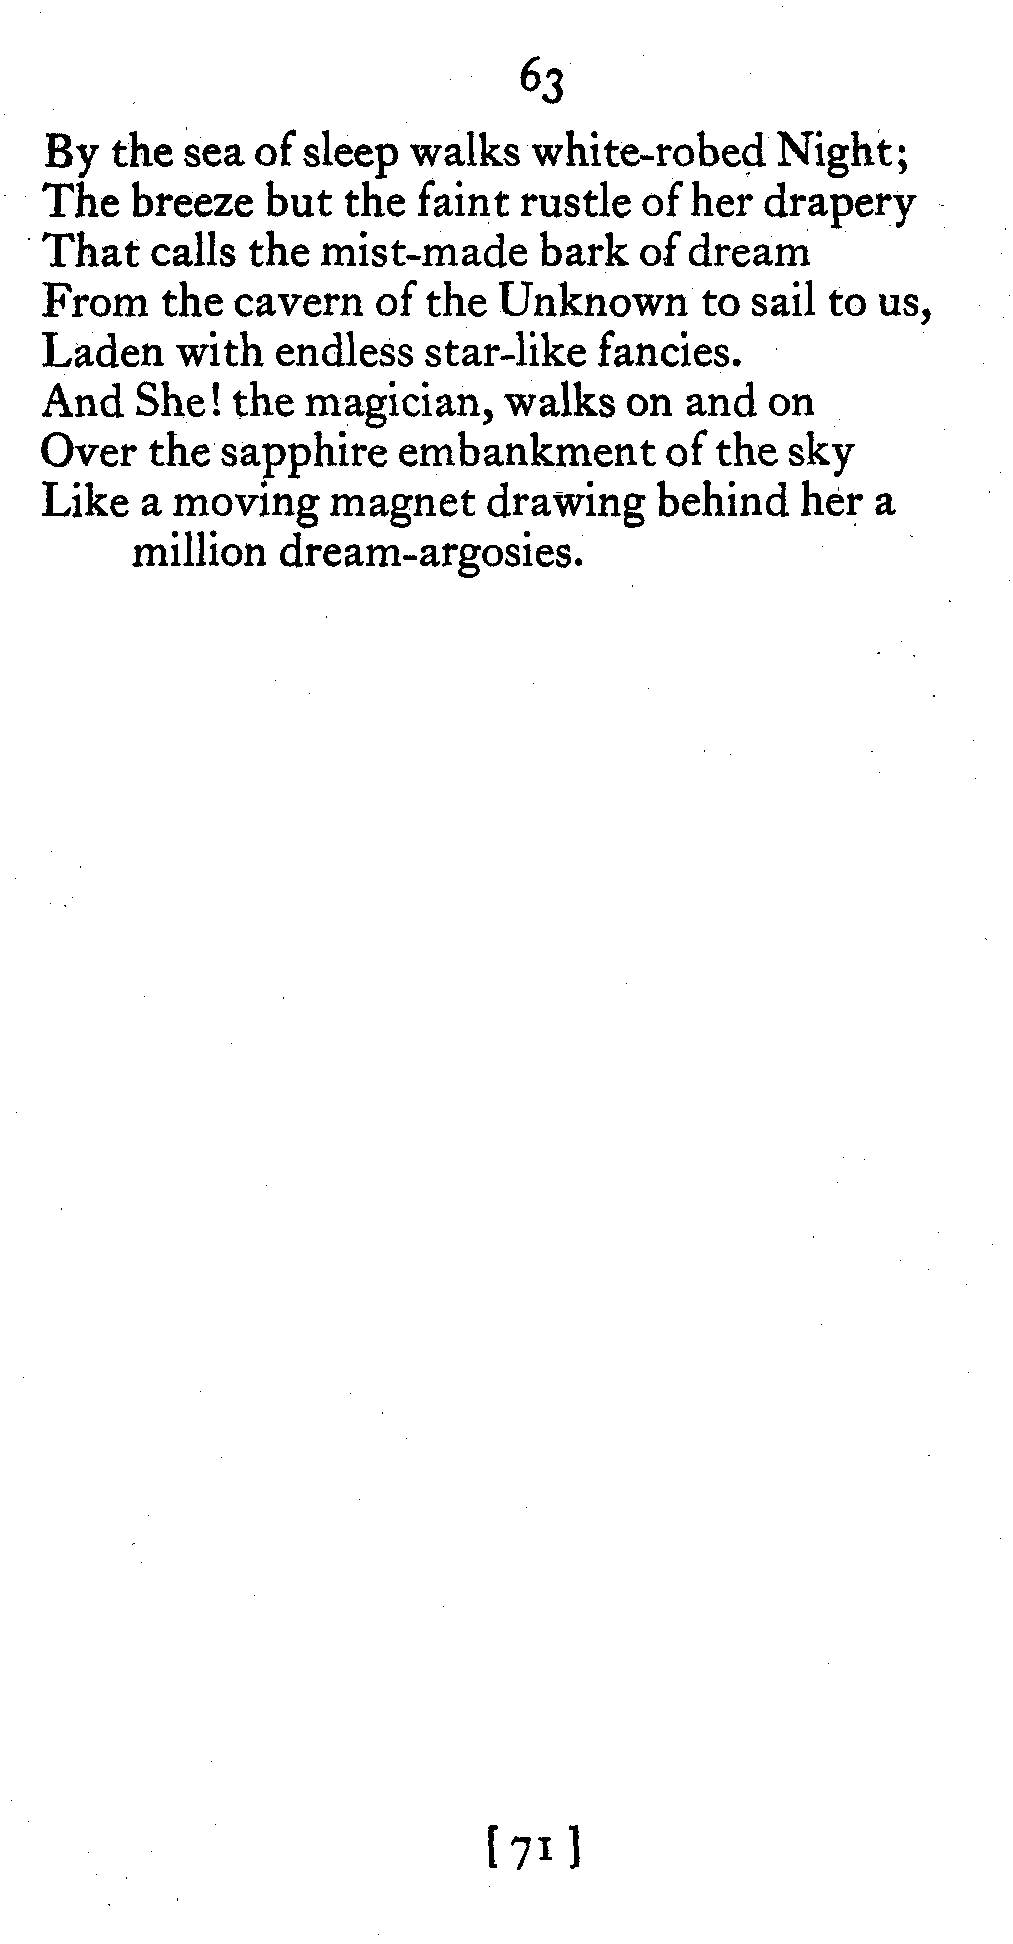 63
By the sea of sleep walks white-robed Night;
The breeze but the faint rustle of her drapery
That calls the mist-made bark of dream
From the cavern of the Unknown to sail to us,
Laden with endless star-like fancies.
And She! the magician, walks on and on
Over the sapphire embankment of the sky
Like a moving magnet drawing behind her a
million dream-argosies.
[ 71 ]